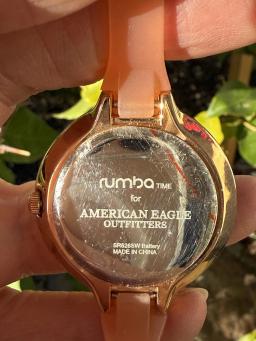 rumba TIME
for
AMERICAN EAGLE
OUTFITTERS
SR626SW Battery
MADE IN CHINA